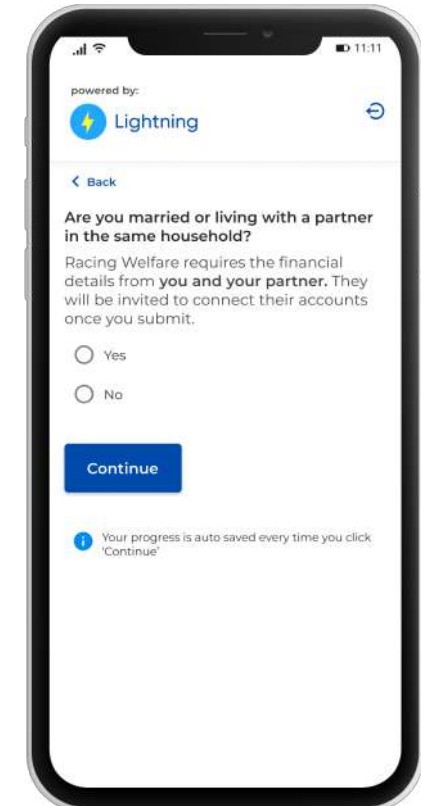 11:11
powered by:
Lightning
Back
Are you married or living with a partner
in the same household?
Racing Welfare requires the financial
details from you and your partner. They
will be invited to connect their accounts
once you submit.
Yes
No
Continue
Your progress is auto saved every time you click
'Continue'